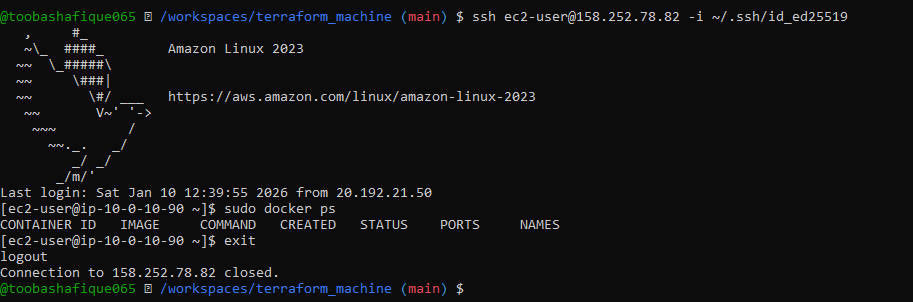 @toobashafique065 /workspaces/terraform_machine (main) $ ssh ec2-user@158.252.78.82 -i ~/.ssh/id_ed25519
   ,     #_
   ~\_  ####_        Amazon Linux 2023
  ~~  \_#####\
  ~~     \###|
  ~~       \#/ ___   https://aws.amazon.com/linux/amazon-linux-2023
   ~~       V~' '->
    ~~~         /
      ~~._.   _/
         _/ _/
       _/m/'
Last login: Sat Jan 10 12:39:55 2026 from 20.192.21.50
[ec2-user@ip-10-0-10-90 ~]$ sudo docker ps
CONTAINER ID   IMAGE     COMMAND   CREATED   STATUS    PORTS     NAMES
[ec2-user@ip-10-0-10-90 ~]$ exit
logout
Connection to 158.252.78.82 closed.
@toobashafique065 /workspaces/terraform_machine (main) $